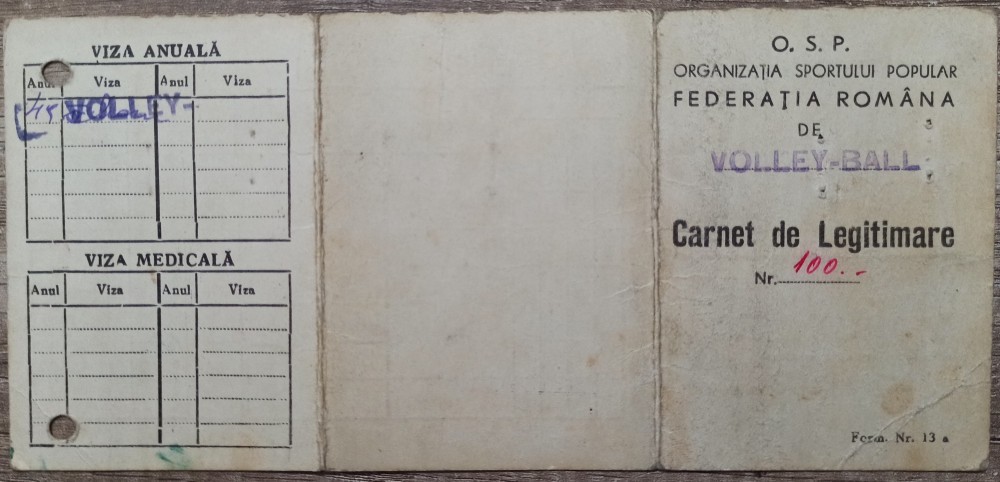 VIZA ANUALĂ
Anul Viza Anul Viza
VOLLEY-
VIZA MEDICALĂ
Anul Viza Anul Viza
O. S. P.
ORGANIZAȚIA SPORTULUI POPULAR
FEDERAȚIA ROMÂNA
DE
VOLLEY-BALL
Carnet de Legitimare
Nr. 100.-
Form. Nr. 13 a